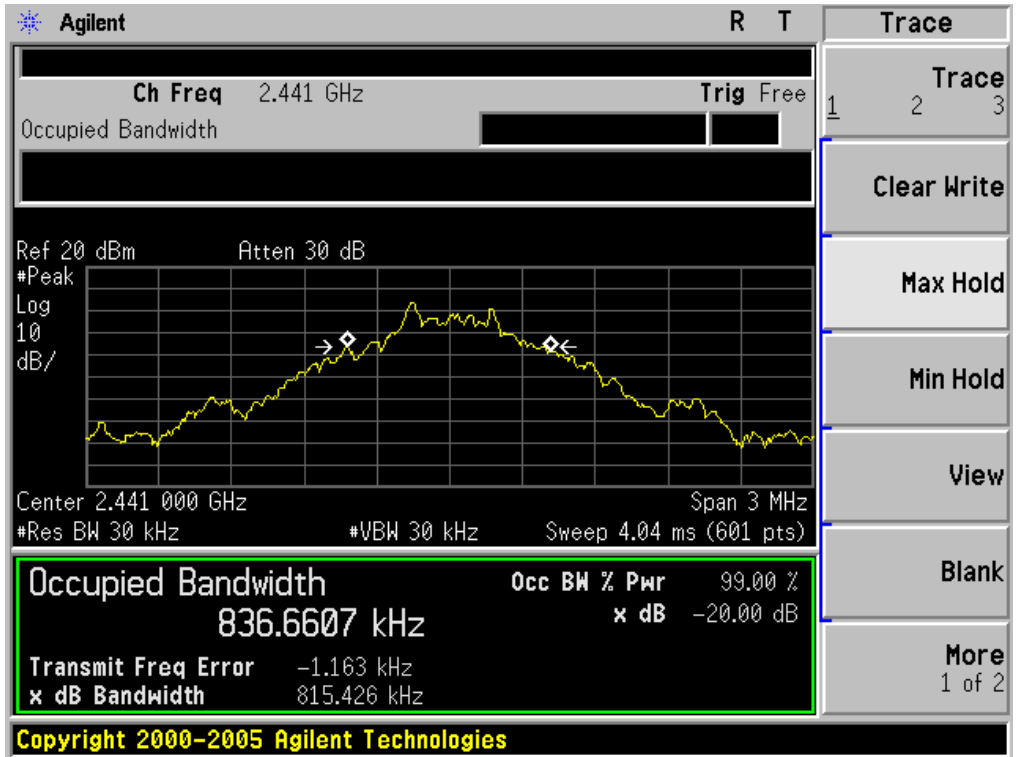 Agilent R T
Trace
Ch Freq 2.441 GHz Trig Free
Occupied Bandwidth
Trace
1 2 3
Clear Write
Max Hold
Min Hold
View
Blank
More
1 of 2
Ref 20 dBm Atten 30 dB
#Peak
Log
10
dB/
Center 2.441 000 GHz Span 3 MHz
#Res BW 30 kHz #VBW 30 kHz Sweep 4.04 ms (601 pts)
Occupied Bandwidth Occ BW % Pwr 99.00 %
836.6607 kHz x dB -20.00 dB
Transmit Freq Error -1.163 kHz
x dB Bandwidth 815.426 kHz
Copyright 2000-2005 Agilent Technologies